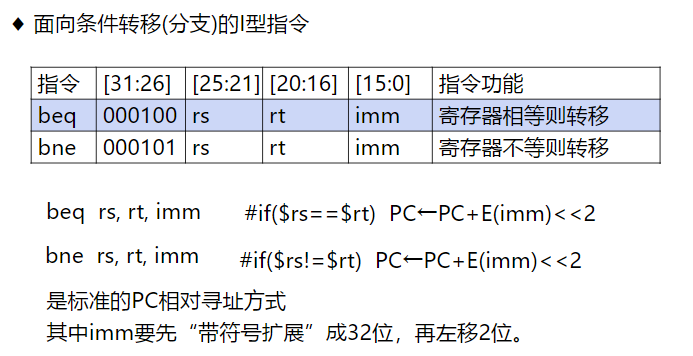 ♦ 面向条件转移(分支)的I型指令
指令 [31:26] [25:21] [20:16] [15:0] 指令功能
beq 000100 rs rt imm 寄存器相等则转移
bne 000101 rs rt imm 寄存器不等则转移
beq rs, rt, imm #if($rs==$rt) PC←PC+E(imm)<<2
bne rs, rt, imm #if($rs!=$rt) PC←PC+E(imm)<<2
是标准的PC相对寻址方式
其中imm要先“带符号扩展”成32位，再左移2位。